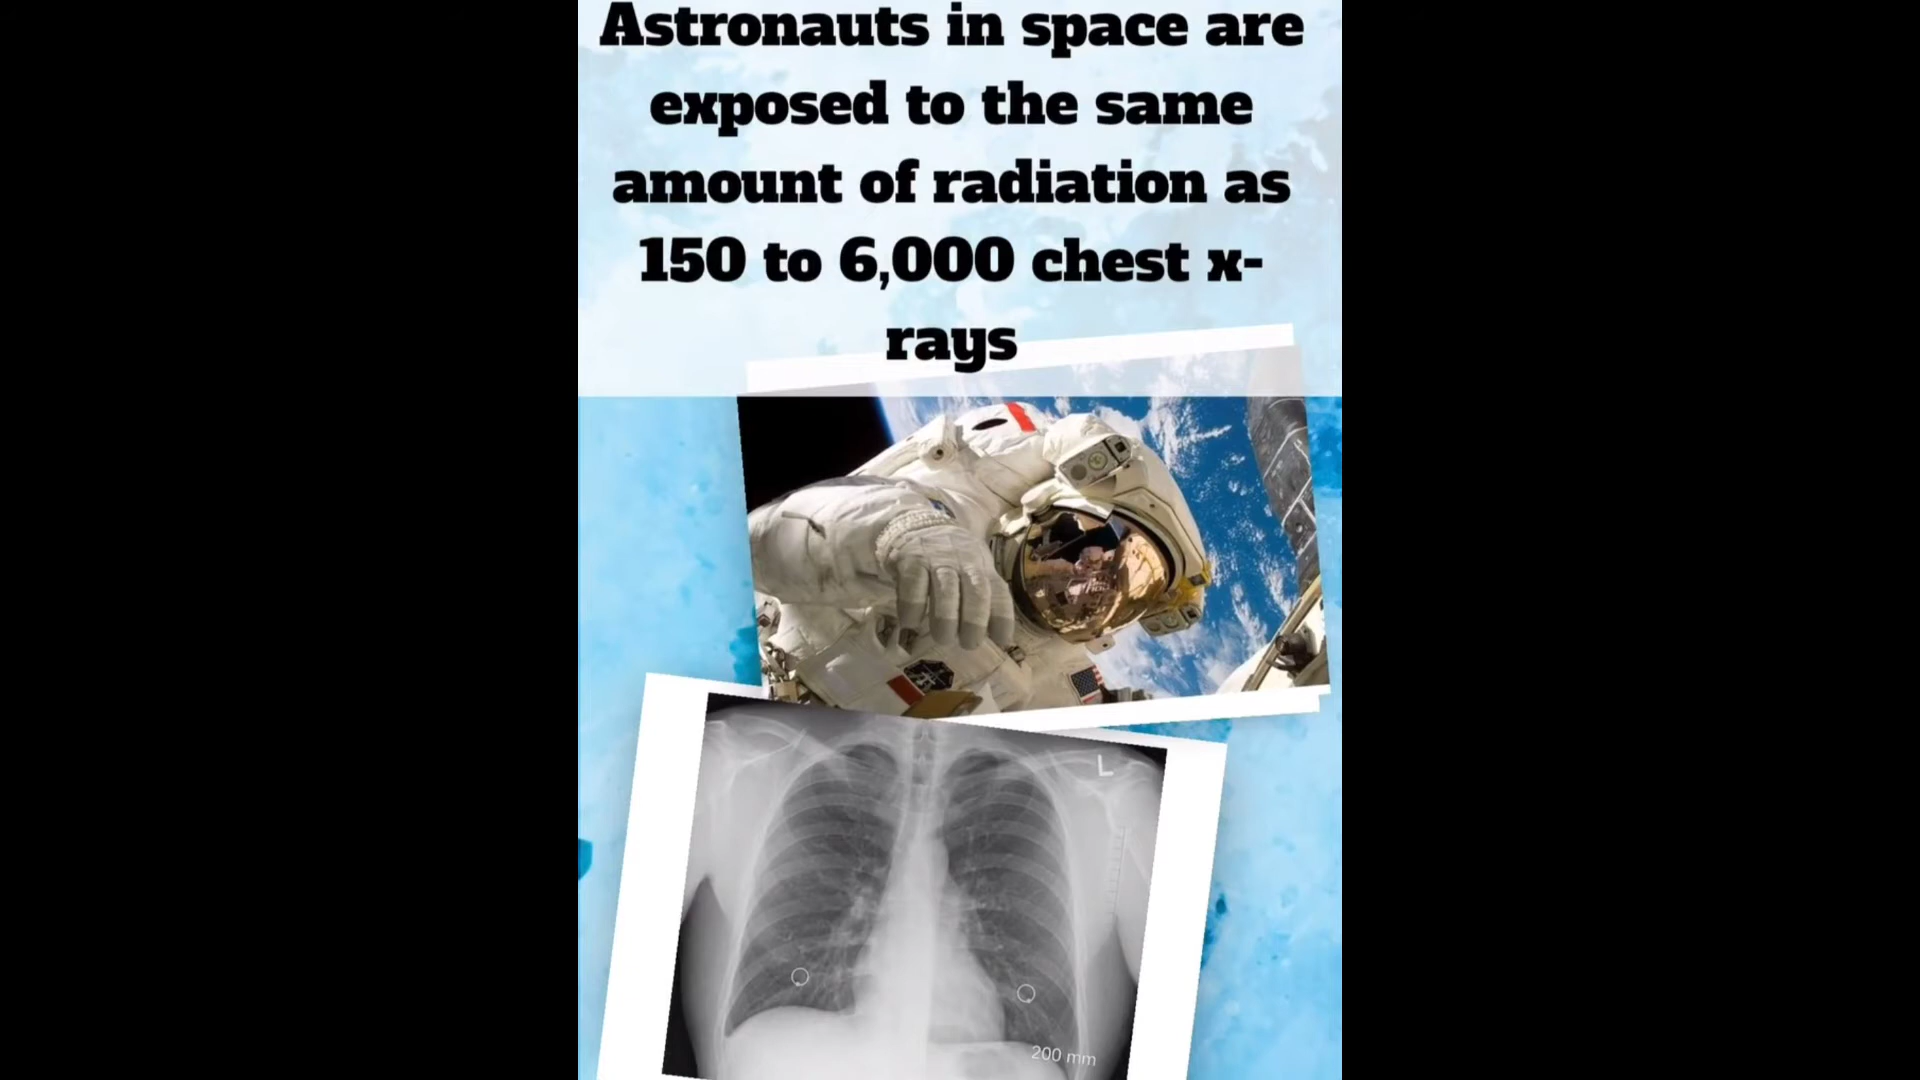 Astronauts in space are
exposed to the same
amount of radiation as
150 to 6,000 chest x-
rays
L
200 mm